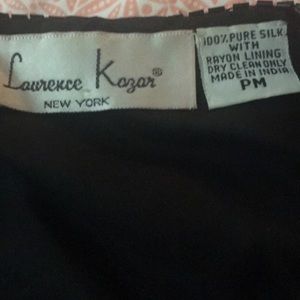 Laurence Kazar®
NEW YORK
100% PURE SILK
WITH
RAYON LINING
DRY CLEAN ONLY
MADE IN INDIA
PM